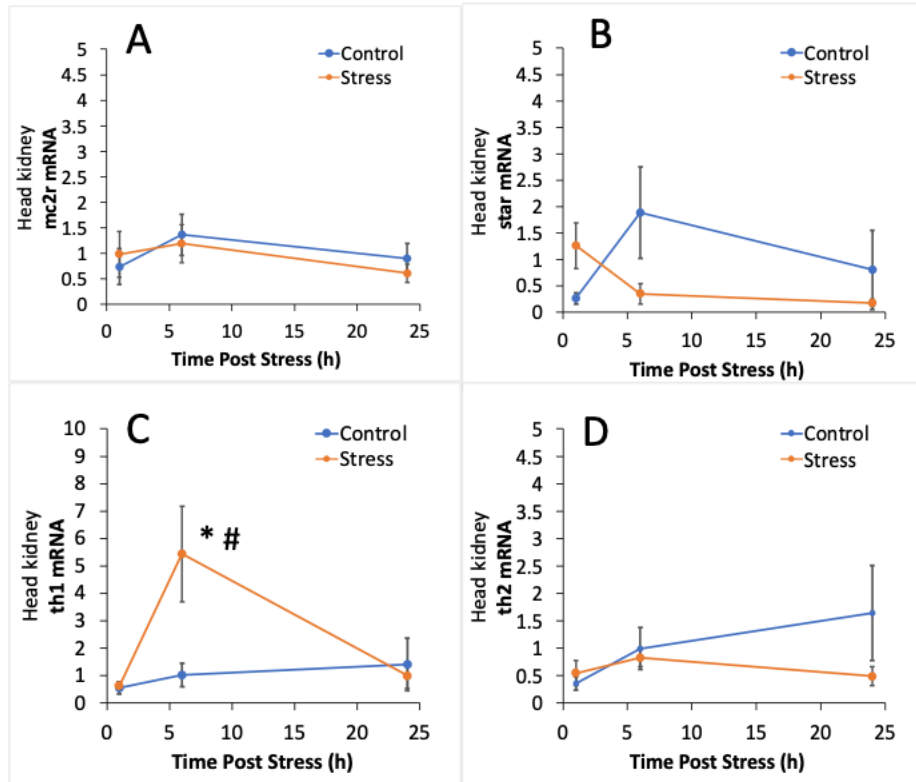 A
Control
Stress
5
4.5
4
3.5
3
2.5
2
1.5
1
0.5
0
0 5 10 15 20 25
Head kidney
mc2r mRNA
Time Post Stress (h)
B
Control
Stress
5
4.5
4
3.5
3
2.5
2
1.5
1
0.5
0
0 5 10 15 20 25
Head kidney
star mRNA
Time Post Stress (h)
C
Control
Stress
10
9
8
7
6
5
4
3
2
1
0
* #
0 5 10 15 20 25
Head kidney
th1 mRNA
Time Post Stress (h)
D
Control
Stress
5
4.5
4
3.5
3
2.5
2
1.5
1
0.5
0
0 5 10 15 20 25
Head kidney
th2 mRNA
Time Post Stress (h)